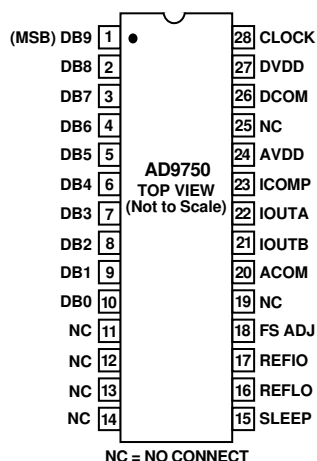 (MSB) DB9 1 28 CLOCK
DB8 2 27 DVDD
DB7 3 26 DCOM
DB6 4 25 NC
DB5 5 24 AVDD
AD9750
DB4 6 23 ICOMP
TOP VIEW
(Not to Scale)
DB3 7 22 IOUTA
DB2 8 21 IOUTB
DB1 9 20 ACOM
DB0 10 19 NC
NC 11 18 FS ADJ
NC 12 17 REFIO
NC 13 16 REFLO
NC 14 15 SLEEP
NC = NO CONNECT